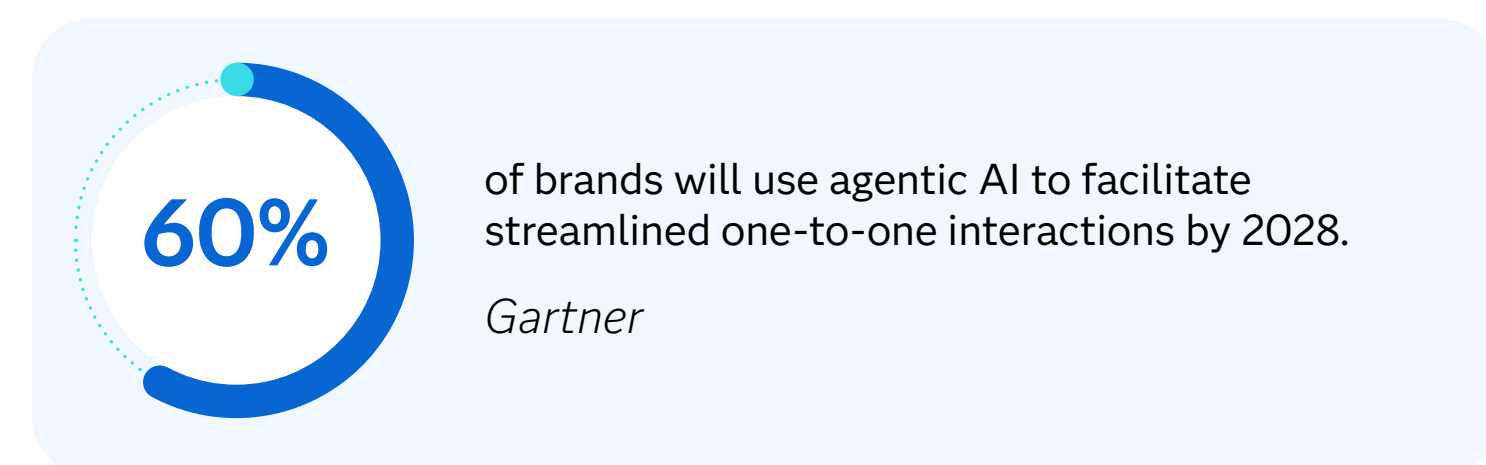 60%
of brands will use agentic AI to facilitate
streamlined one-to-one interactions by 2028.
Gartner